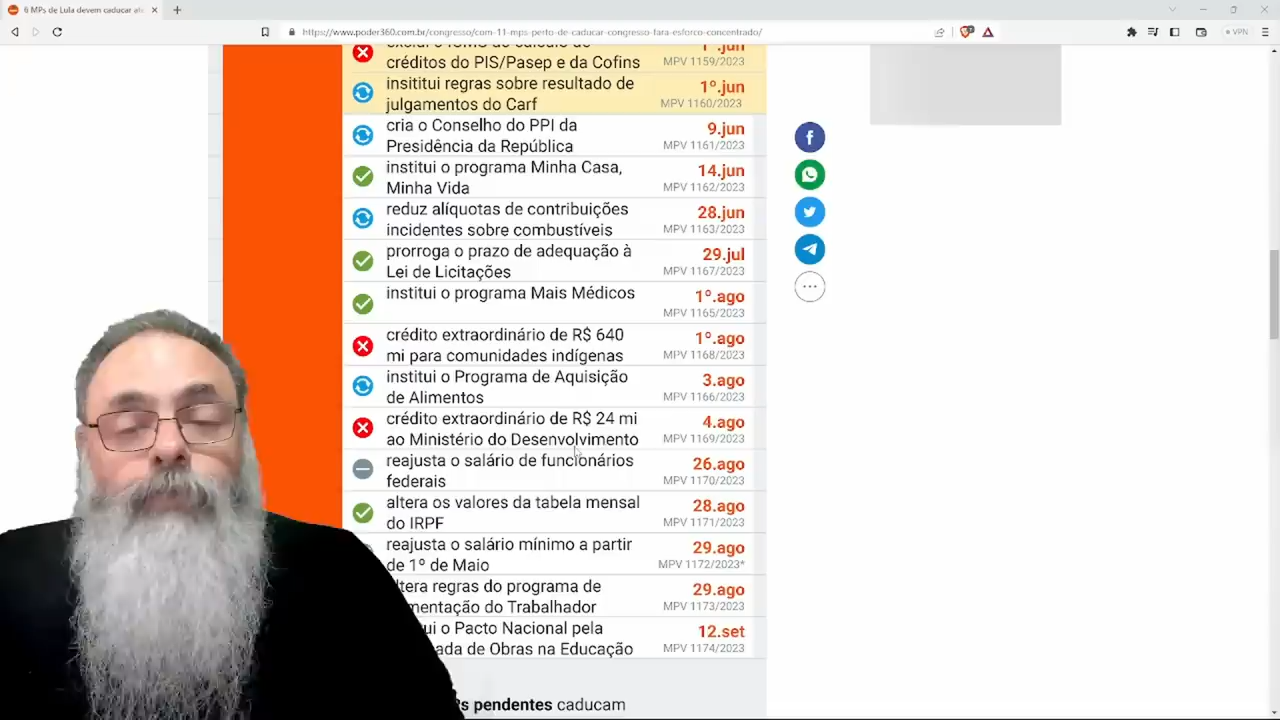 6 MPs de Lula devem caducar at
https://www.poder360.com.br/congresso/com-11-mps-perto-de-caducar-congresso-fara-esforco-concentrado/
VPN
créditos do PIS/Pasep e da Cofins
1º.jun
MPV 1159/2023
insititui regras sobre resultado de
julgamentos do Carf
1º.jun
MPV 1160/2023
cria o Conselho do PPI da
Presidência da República
9.jun
MPV 1161/2023
institui o programa Minha Casa,
Minha Vida
14.jun
MPV 1162/2023
reduz alíquotas de contribuições
incidentes sobre combustíveis
28.jun
MPV 1163/2023
prorroga o prazo de adequação à
Lei de Licitações
29.jul
MPV 1167/2023
institui o programa Mais Médicos
1º.ago
MPV 1165/2023
crédito extraordinário de R$ 640
mi para comunidades indígenas
1º.ago
MPV 1168/2023
institui o Programa de Aquisição
de Alimentos
3.ago
MPV 1166/2023
crédito extraordinário de R$ 24 mi
ao Ministério do Desenvolvimento
4.ago
MPV 1169/2023
reajusta o salário de funcionários
federais
26.ago
MPV 1170/2023
altera os valores da tabela mensal
do IRPF
28.ago
MPV 1171/2023
reajusta o salário mínimo a partir
de 1º de Maio
29.ago
MPV 1172/2023*
ltera regras do programa de
mentação do Trabalhador
29.ago
MPV 1173/2023
ui o Pacto Nacional pela
ada de Obras na Educação
12.set
MPV 1174/2023
s pendentes caducam